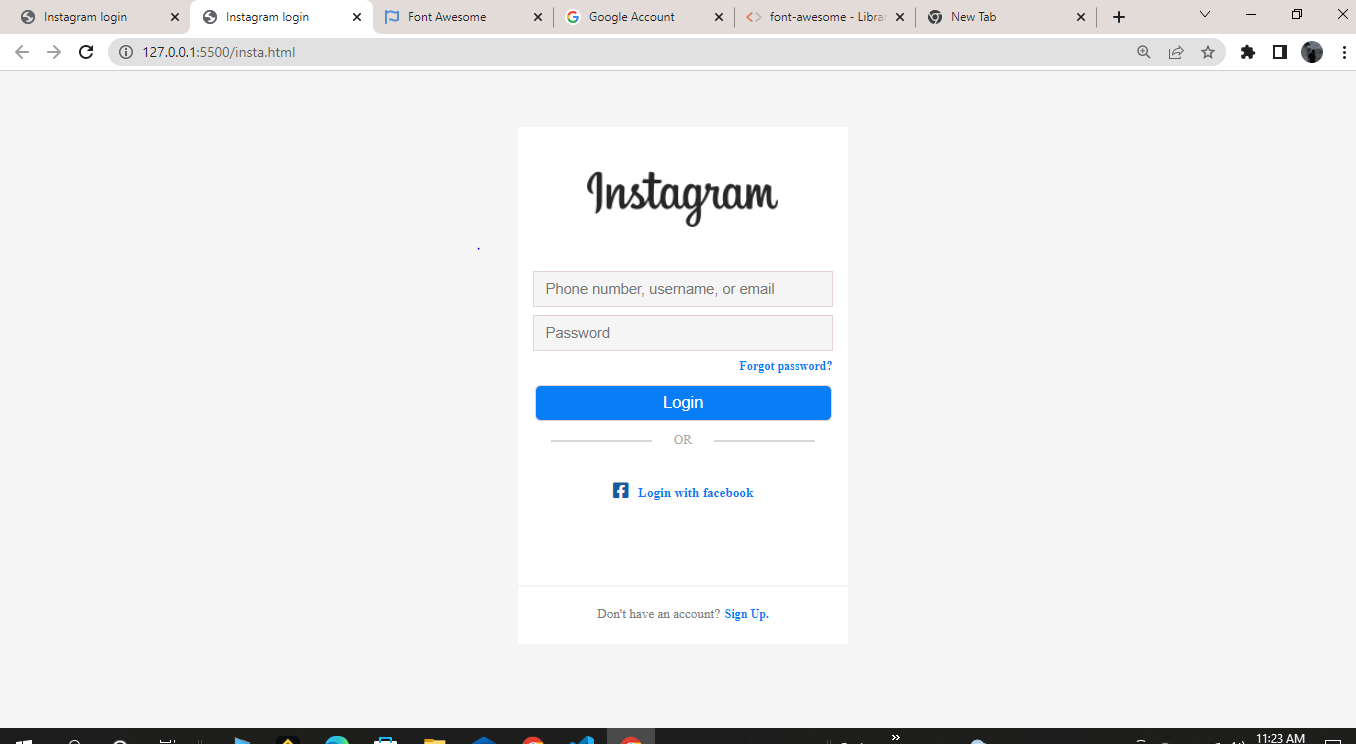 Instagram login
Instagram login
Font Awesome
Google Account
font-awesome - Librar
New Tab
127.0.0.1:5500/insta.html
Instagram
Phone number, username, or email
Password
Forgot password?
Login
OR
Login with facebook
Don't have an account? Sign Up.
11:23 AM